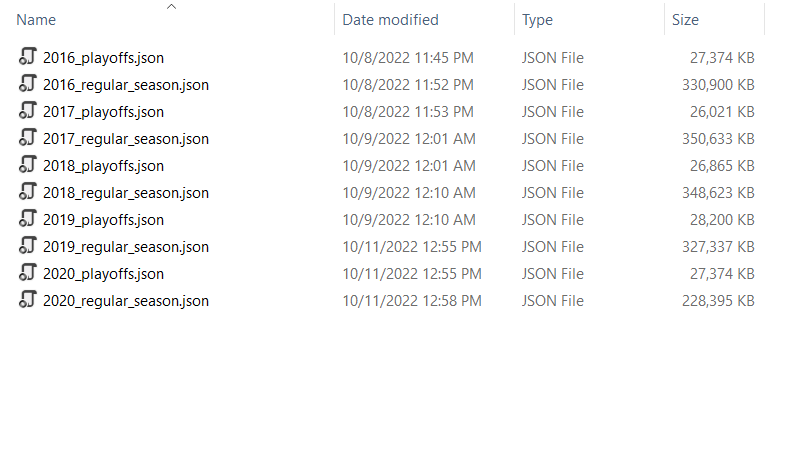 Name Date modified Type Size
2016_playoffs.json 10/8/2022 11:45 PM JSON File 27,374 KB
2016_regular_season.json 10/8/2022 11:52 PM JSON File 330,900 KB
2017_playoffs.json 10/8/2022 11:53 PM JSON File 26,021 KB
2017_regular_season.json 10/9/2022 12:01 AM JSON File 350,633 KB
2018_playoffs.json 10/9/2022 12:01 AM JSON File 26,865 KB
2018_regular_season.json 10/9/2022 12:10 AM JSON File 348,623 KB
2019_playoffs.json 10/9/2022 12:10 AM JSON File 28,200 KB
2019_regular_season.json 10/11/2022 12:55 PM JSON File 327,337 KB
2020_playoffs.json 10/11/2022 12:55 PM JSON File 27,374 KB
2020_regular_season.json 10/11/2022 12:58 PM JSON File 228,395 KB